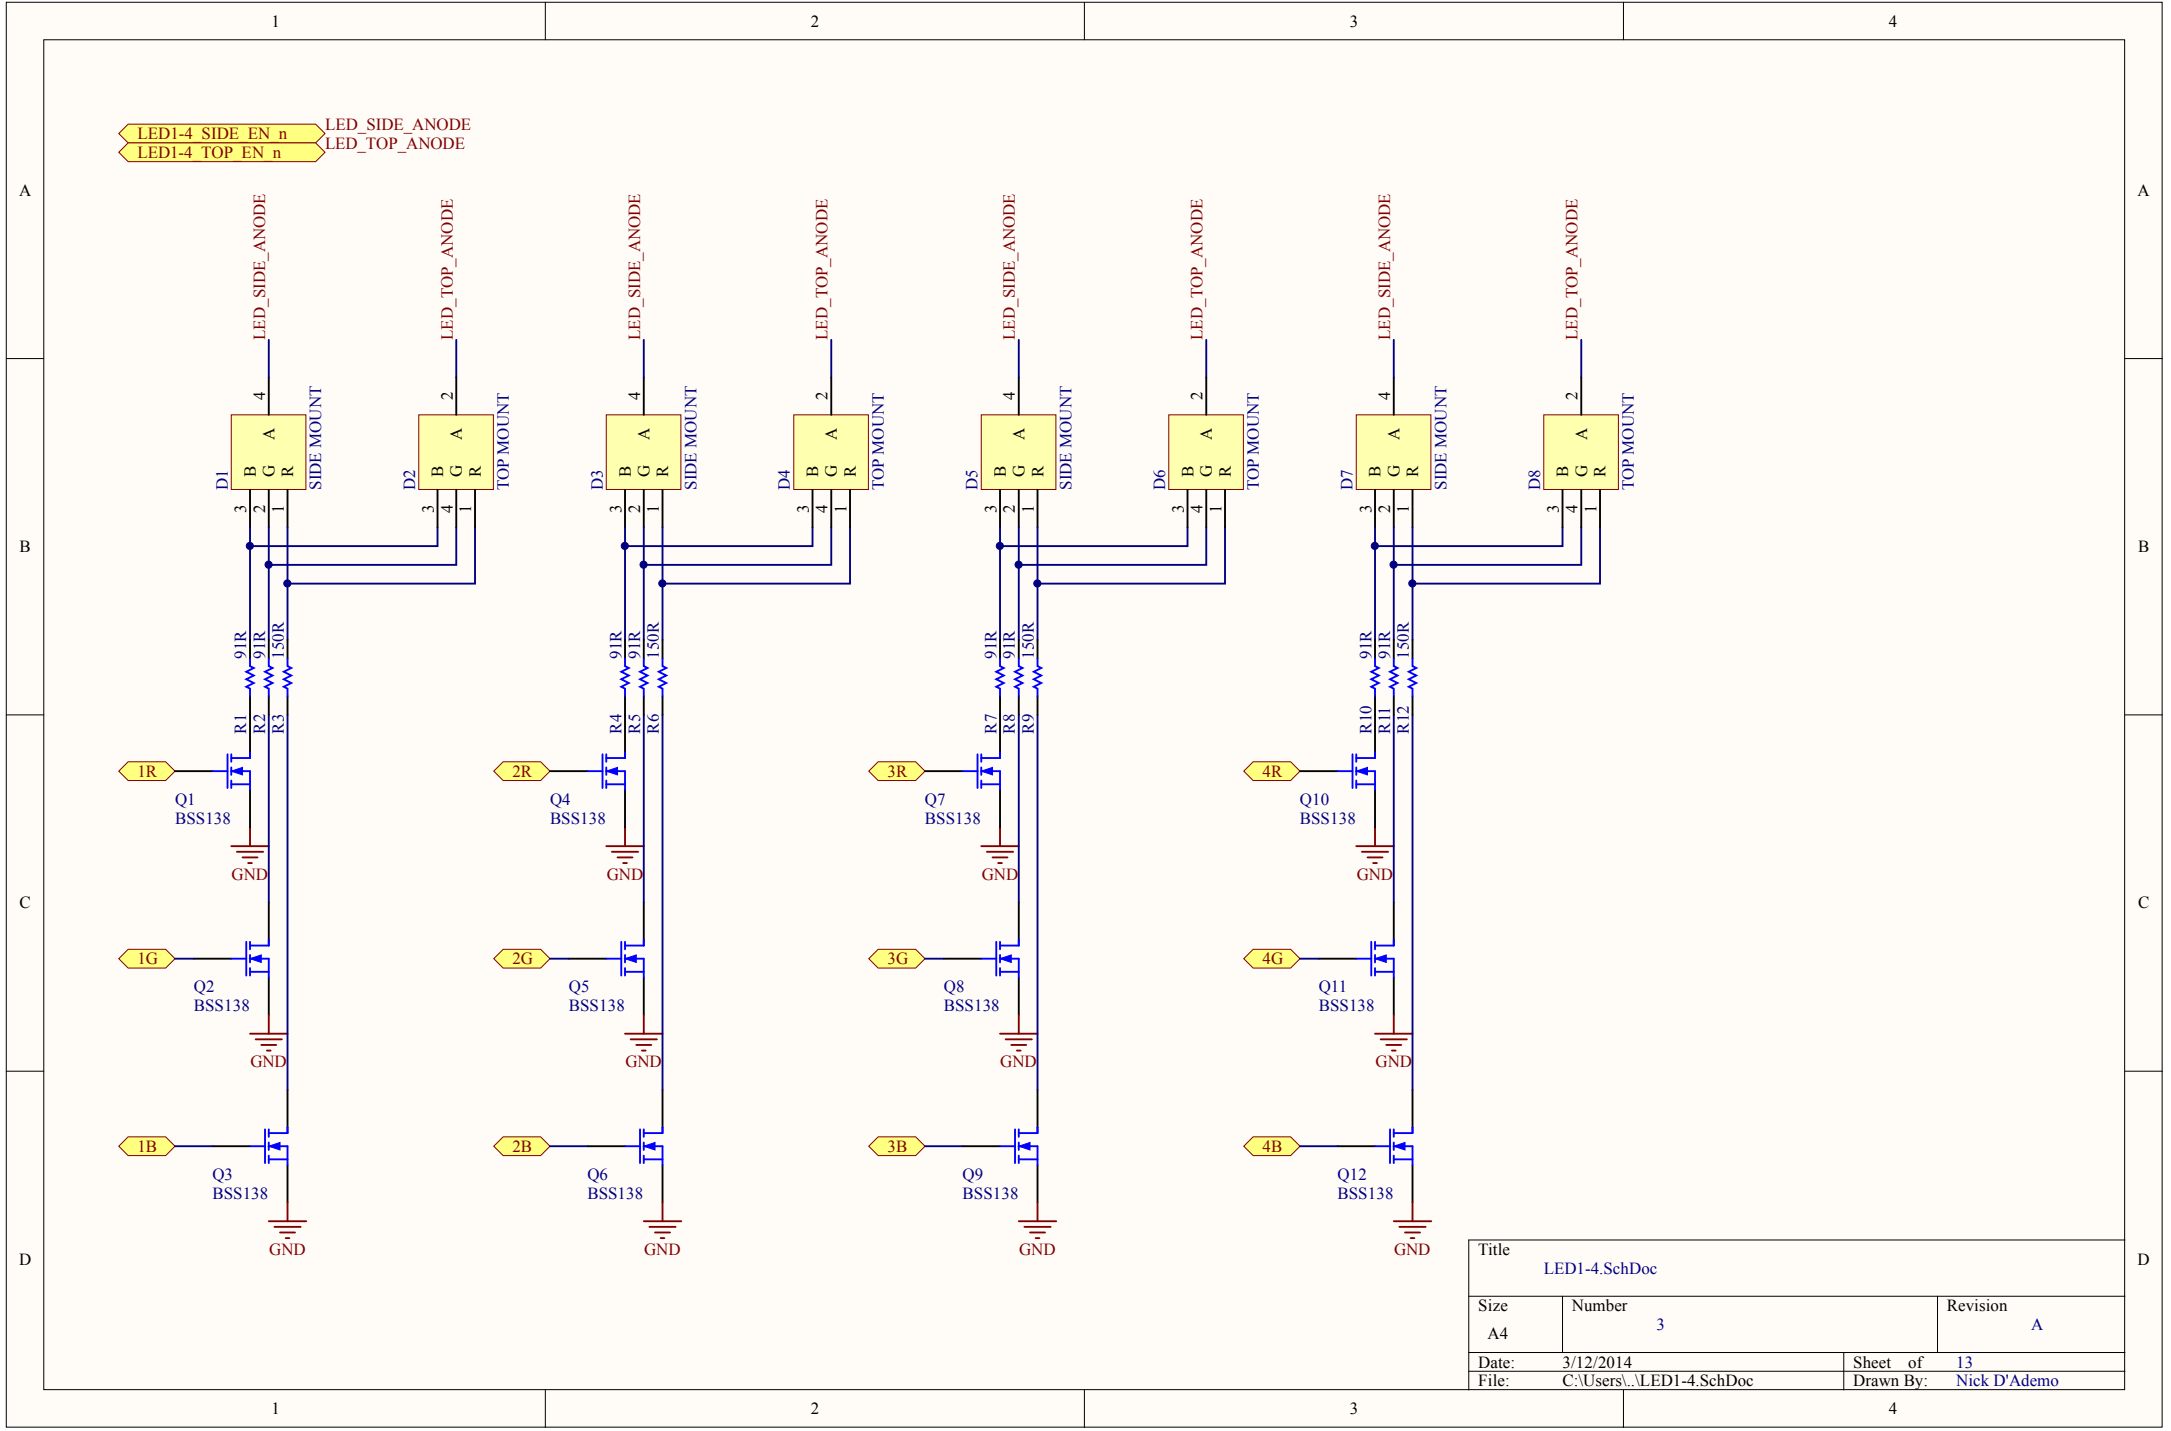 1 2 3 4
A A
B B
C C
D D
LED1-4_SIDE_EN_n LED_SIDE_ANODE
LED1-4_TOP_EN_n LED_TOP_ANODE
LED_SIDE_ANODE LED_TOP_ANODE LED_SIDE_ANODE LED_TOP_ANODE LED_SIDE_ANODE LED_TOP_ANODE LED_SIDE_ANODE LED_TOP_ANODE
4 2 4 2 4 2 4 2
A A A A A A A A
B G R B G R B G R B G R B G R B G R B G R B G R
D1 SIDE MOUNT D2 TOP MOUNT D3 SIDE MOUNT D4 TOP MOUNT D5 SIDE MOUNT D6 TOP MOUNT D7 SIDE MOUNT D8 TOP MOUNT
3 2 1 3 4 1 3 2 1 3 4 1 3 2 1 3 4 1 3 2 1 3 4 1
91R 91R 150R 91R 91R 150R 91R 91R 150R 91R 91R 150R
R1 R2 R3 R4 R5 R6 R7 R8 R9 R10 R11 R12
1R 2R 3R 4R
Q1 Q4 Q7 Q10
BSS138 BSS138 BSS138 BSS138
GND GND GND GND
1G 2G 3G 4G
Q2 Q5 Q8 Q11
BSS138 BSS138 BSS138 BSS138
GND GND GND GND
1B 2B 3B 4B
Q3 Q6 Q9 Q12
BSS138 BSS138 BSS138 BSS138
GND GND GND GND
Title
LED1-4.SchDoc
Size Number Revision
A4 3 A
Date: 3/12/2014 Sheet of 13
File: C:\Users\..\LED1-4.SchDoc Drawn By: Nick D'Ademo
1 2 3 4